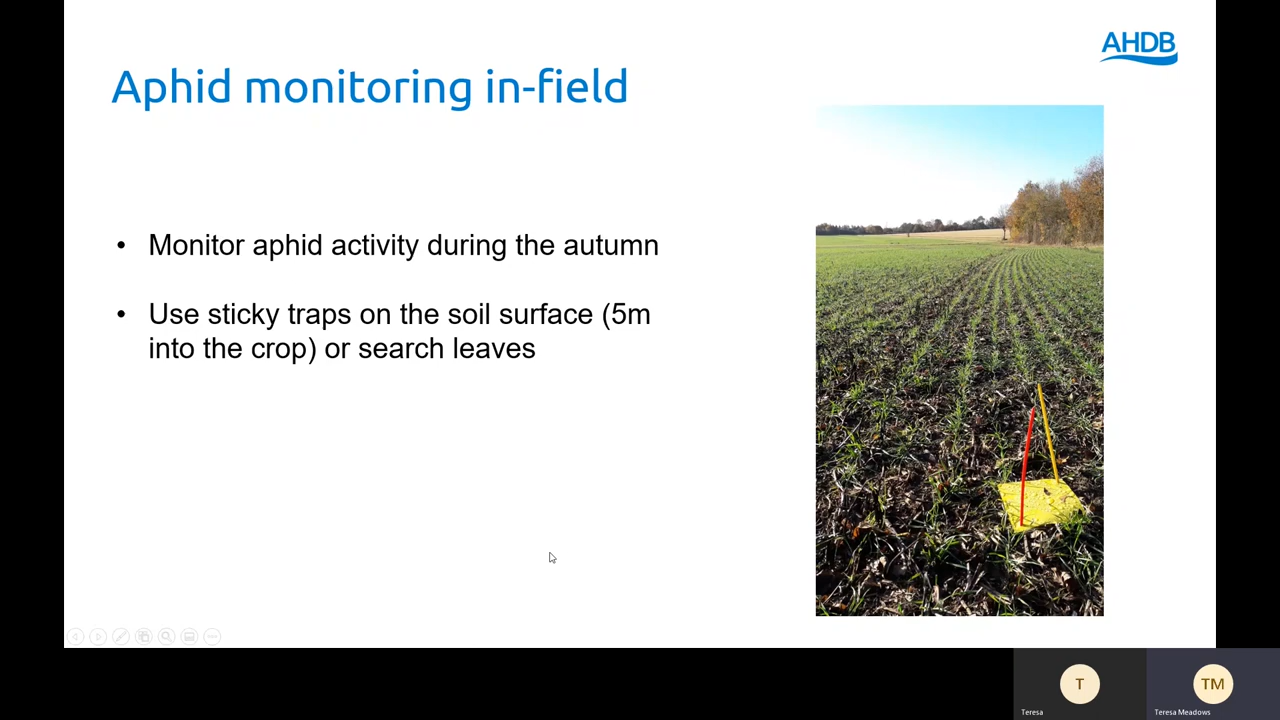 AHDB
Aphid monitoring in-field
• Monitor aphid activity during the autumn
• Use sticky traps on the soil surface (5m
into the crop) or search leaves
T
TM
Teresa
Teresa Meadows